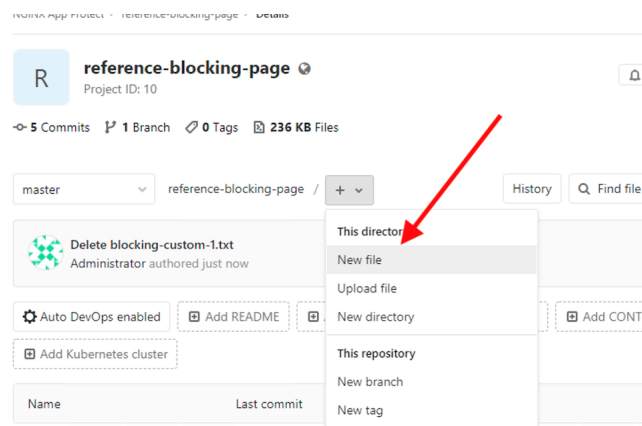 NGINX App Protect › reference-blocking-page › Details
R
reference-blocking-page
Project ID: 10
5 Commits 1 Branch 0 Tags 236 KB Files
master reference-blocking-page / + History Find file
This director
Delete blocking-custom-1.txt
Administrator authored just now
New file
Upload file
New directory
Auto DevOps enabled Add README Add CONT
Add Kubernetes cluster
This repository
New branch
New tag
Name Last commit